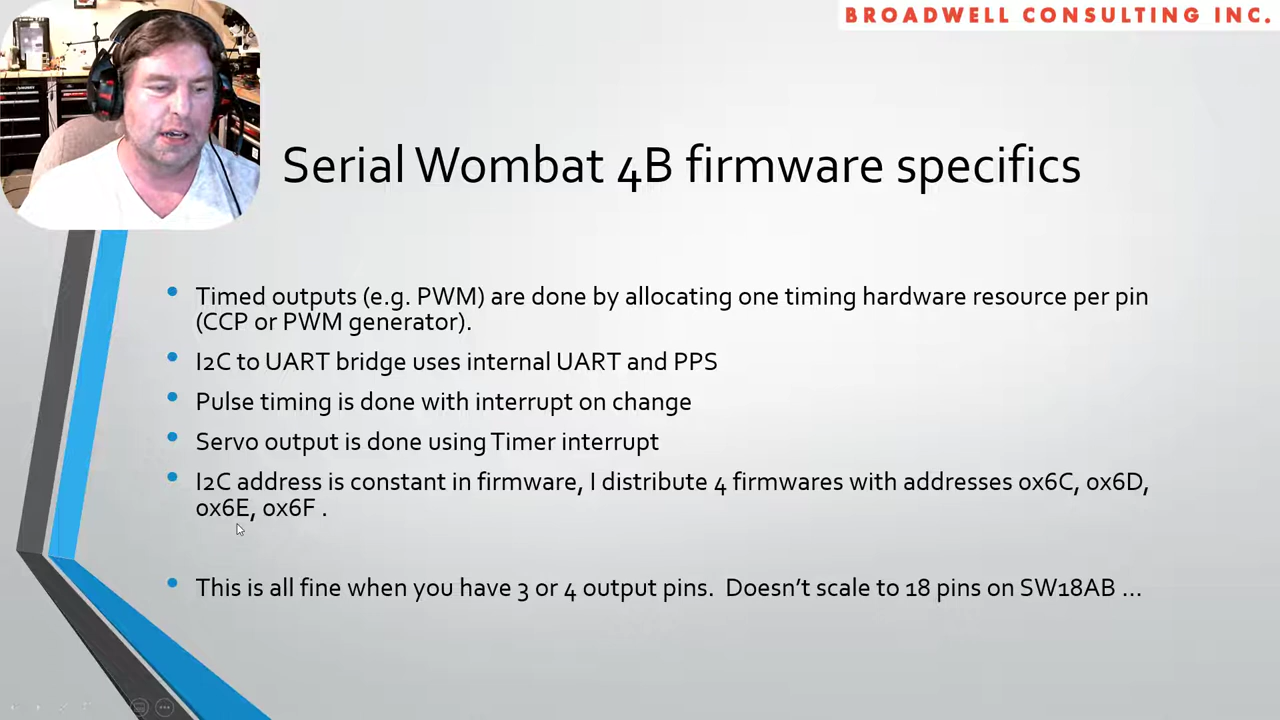 BROADWELL CONSULTING INC.
Serial Wombat 4B firmware specifics
• Timed outputs (e.g. PWM) are done by allocating one timing hardware resource per pin
(CCP or PWM generator).
• I2C to UART bridge uses internal UART and PPS
• Pulse timing is done with interrupt on change
• Servo output is done using Timer interrupt
• I2C address is constant in firmware, I distribute 4 firmwares with addresses 0x6C, 0x6D,
0x6E, 0x6F .
• This is all fine when you have 3 or 4 output pins.  Doesn’t scale to 18 pins on SW18AB ...